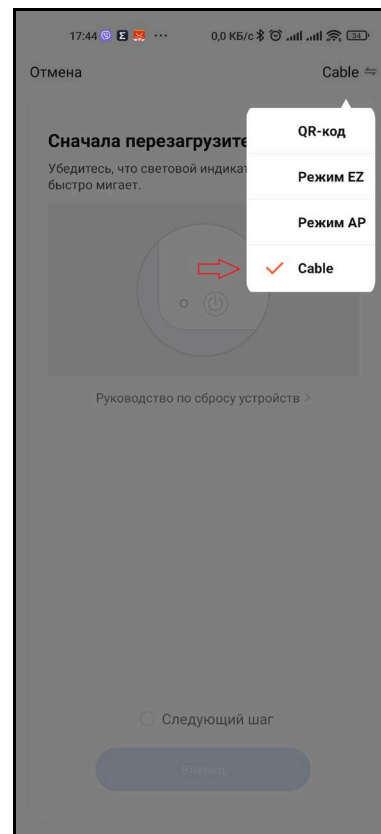 17:44 ··· 0,0 КБ/с 34
Отмена Cable
QR-код
Режим EZ
Режим AP
Cable
Сначала перезагрузите
Убедитесь, что световой индикат
быстро мигает.
Руководство по сбросу устройств >
Следующий шаг
Вперед